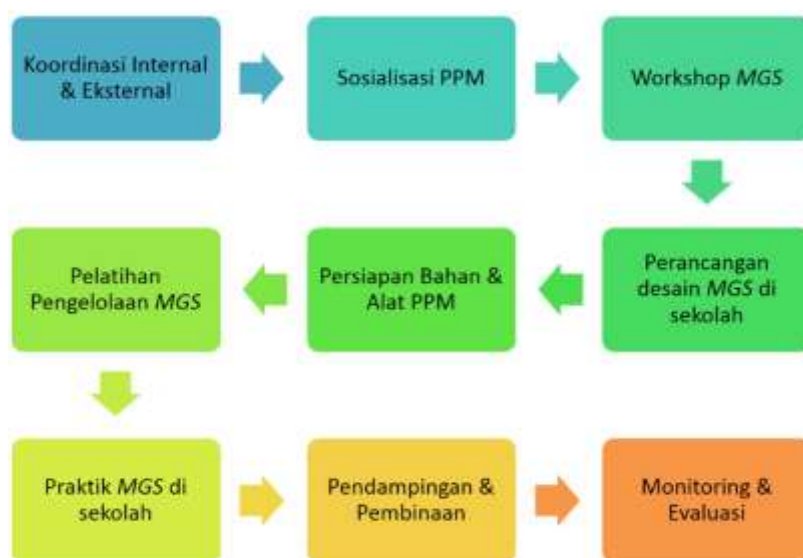 Koordinasi Internal
& Eksternal
Sosialisasi PPM
Workshop MGS
Perancangan
desain MGS di
sekolah
Persiapan Bahan &
Alat PPM
Pelatihan
Pengelolaan MGS
Praktik MGS di
sekolah
Pendampingan &
Pembinaan
Monitoring &
Evaluasi